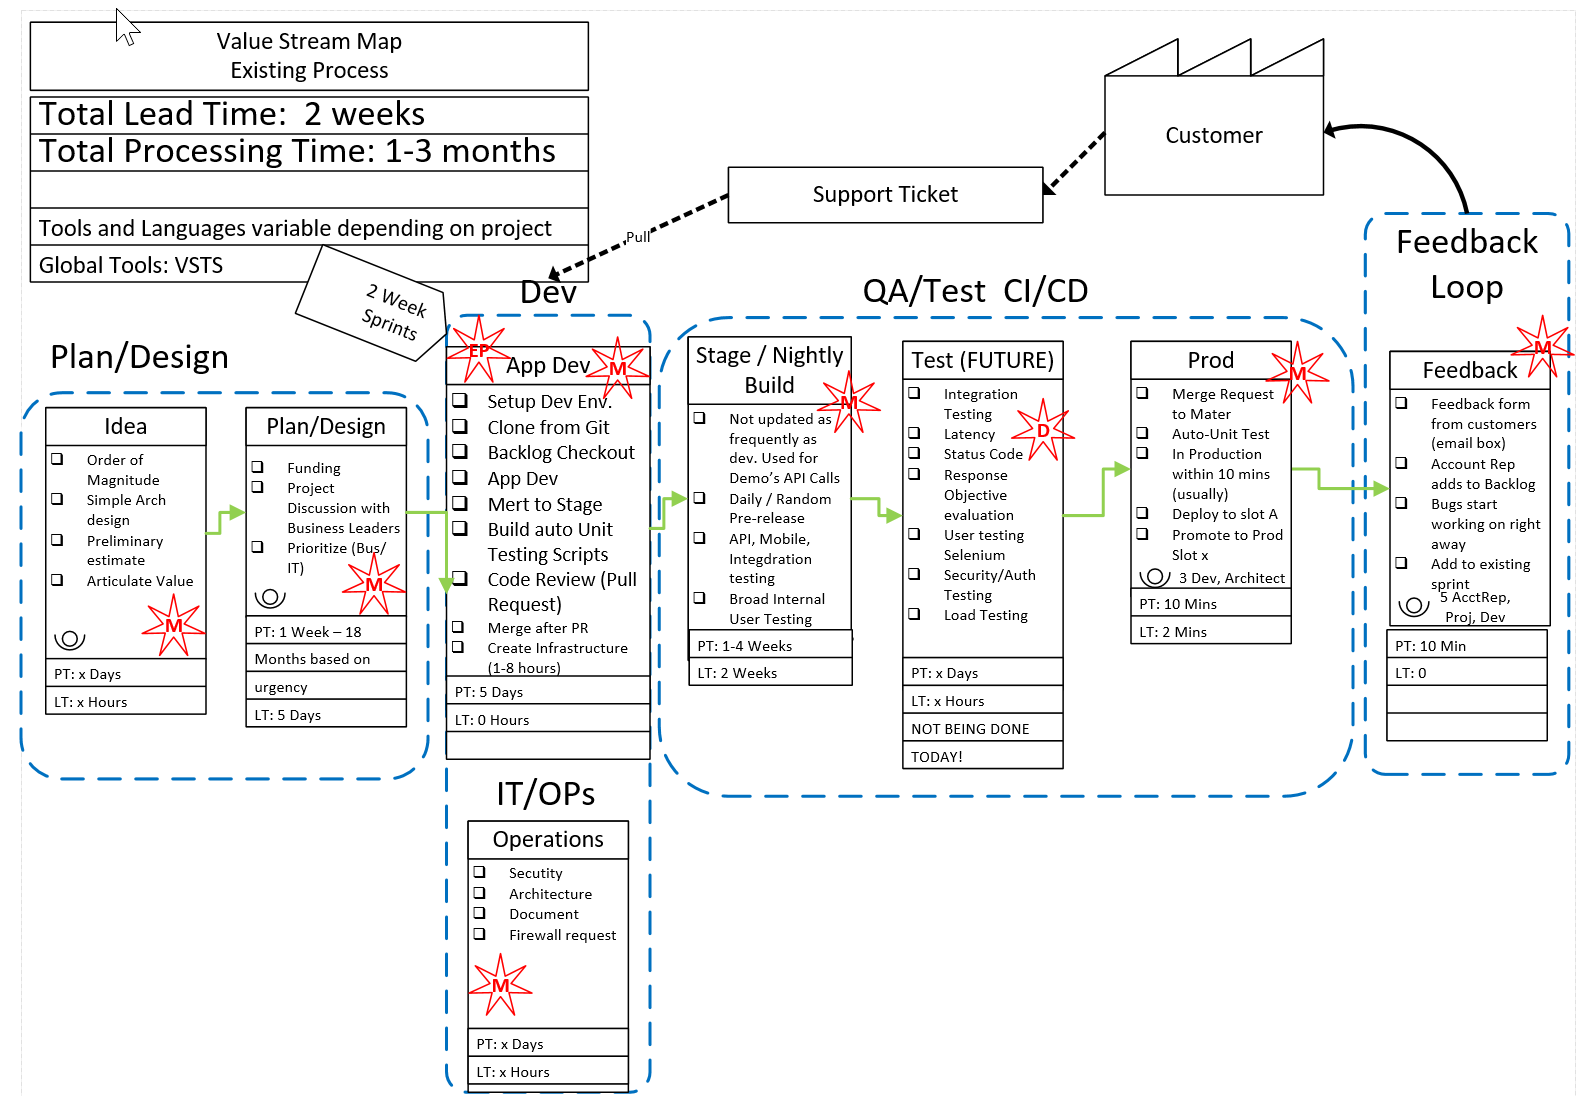 Value Stream Map
Existing Process
Total Lead Time:  2 weeks
Total Processing Time: 1-3 months
Tools and Languages variable depending on project
Global Tools: VSTS
2 Week
Sprints
Customer
Support Ticket
Pull
Plan/Design
Idea
Order of
Magnitude
Simple Arch
design
Preliminary
estimate
Articulate Value
M
PT: x Days
LT: x Hours
Plan/Design
Funding
Project
Discussion with
Business Leaders
Prioritize (Bus/
IT)
M
PT: 1 Week – 18
Months based on
urgency
LT: 5 Days
Dev
EP
App Dev
M
Setup Dev Env.
Clone from Git
Backlog Checkout
App Dev
Mert to Stage
Build auto Unit
Testing Scripts
Code Review (Pull
Request)
Merge after PR
Create Infrastructure
(1-8 hours)
PT: 5 Days
LT: 0 Hours
IT/OPs
Operations
Secutity
Architecture
Document
Firewall request
M
PT: x Days
LT: x Hours
QA/Test  CI/CD
Stage / Nightly
Build
M
Not updated as
frequently as
dev. Used for
Demo's API Calls
Daily / Random
Pre-release
API, Mobile,
Integdration
testing
Broad Internal
User Testing
PT: 1-4 Weeks
LT: 2 Weeks
Test (FUTURE)
Integration
Testing
Latency
D
Status Code
Response
Objective
evaluation
User testing
Selenium
Security/Auth
Testing
Load Testing
PT: x Days
LT: x Hours
NOT BEING DONE
TODAY!
Prod
M
Merge Request
to Mater
Auto-Unit Test
In Production
within 10 mins
(usually)
Deploy to slot A
Promote to Prod
Slot x
3 Dev, Architect
PT: 10 Mins
LT: 2 Mins
Feedback
Loop
M
Feedback
Feedback form
from customers
(email box)
Account Rep
adds to Backlog
Bugs start
working on right
away
Add to existing
sprint
5 AcctRep,
Proj, Dev
PT: 10 Min
LT: 0